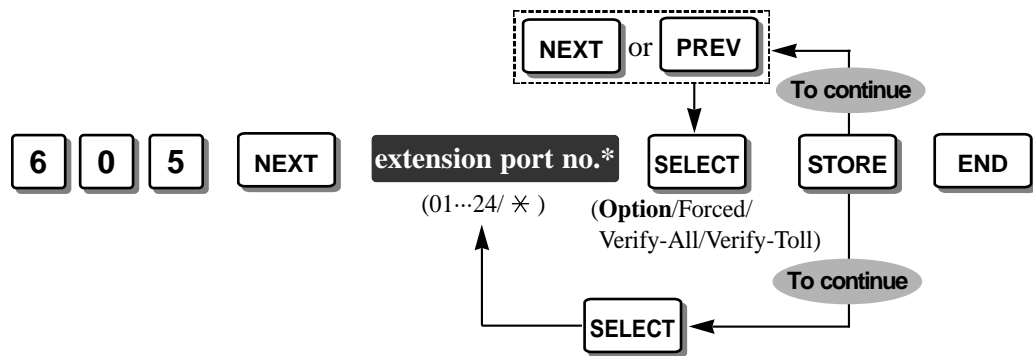 NEXT or PREV
To continue
6 0 5 NEXT extension port no.* SELECT STORE END
(01···24/ ✳ ) (Option/Forced/
Verify-All/Verify-Toll)
To continue
SELECT